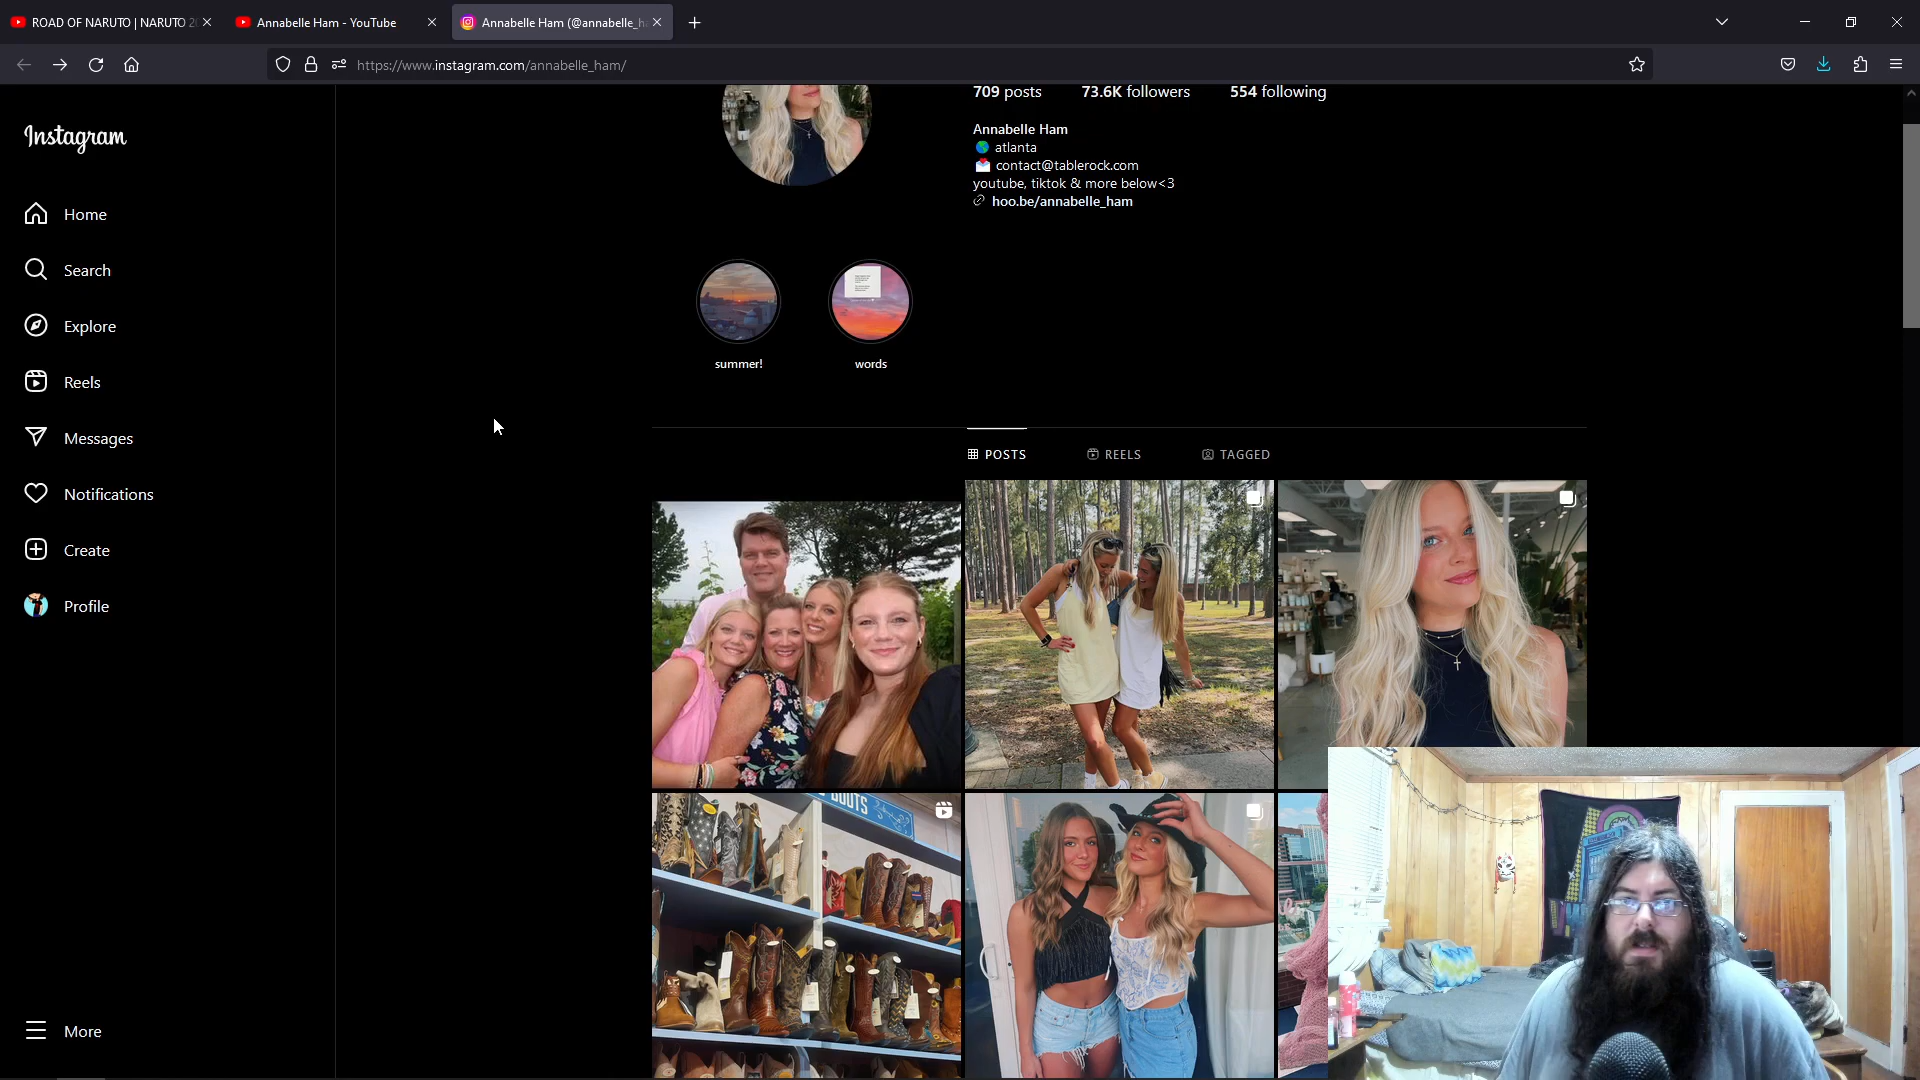 ROAD OF NARUTO | NARUTO 2
Annabelle Ham - YouTube
Annabelle Ham (@annabelle_h
https://www.instagram.com/annabelle_ham/
Instagram
Home
Search
Explore
Reels
Messages
Notifications
Create
Profile
More
709 posts 73.6K followers 554 following
Annabelle Ham
atlanta
contact@tablerock.com
youtube, tiktok & more below<3
hoo.be/annabelle_ham
summer!
words
POSTS REELS TAGGED
BOOTS